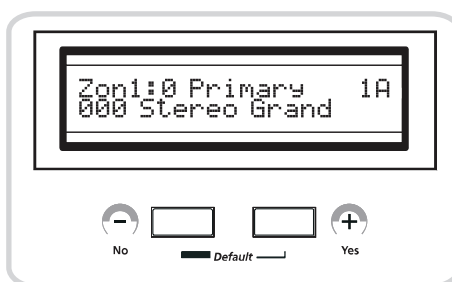 Zon1:0 Primary 1A
000 Stereo Grand
- +
No Default Yes